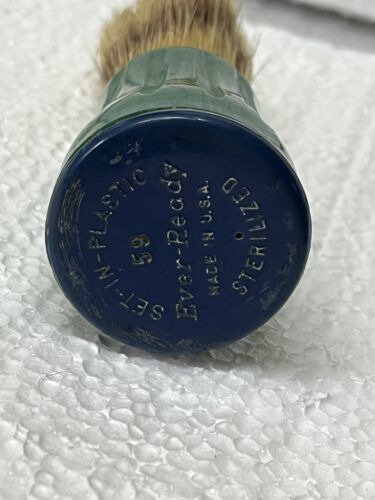 SET-IN-PLASTIC
59
Ever-Ready
MADE IN U.S.A.
STERILIZED